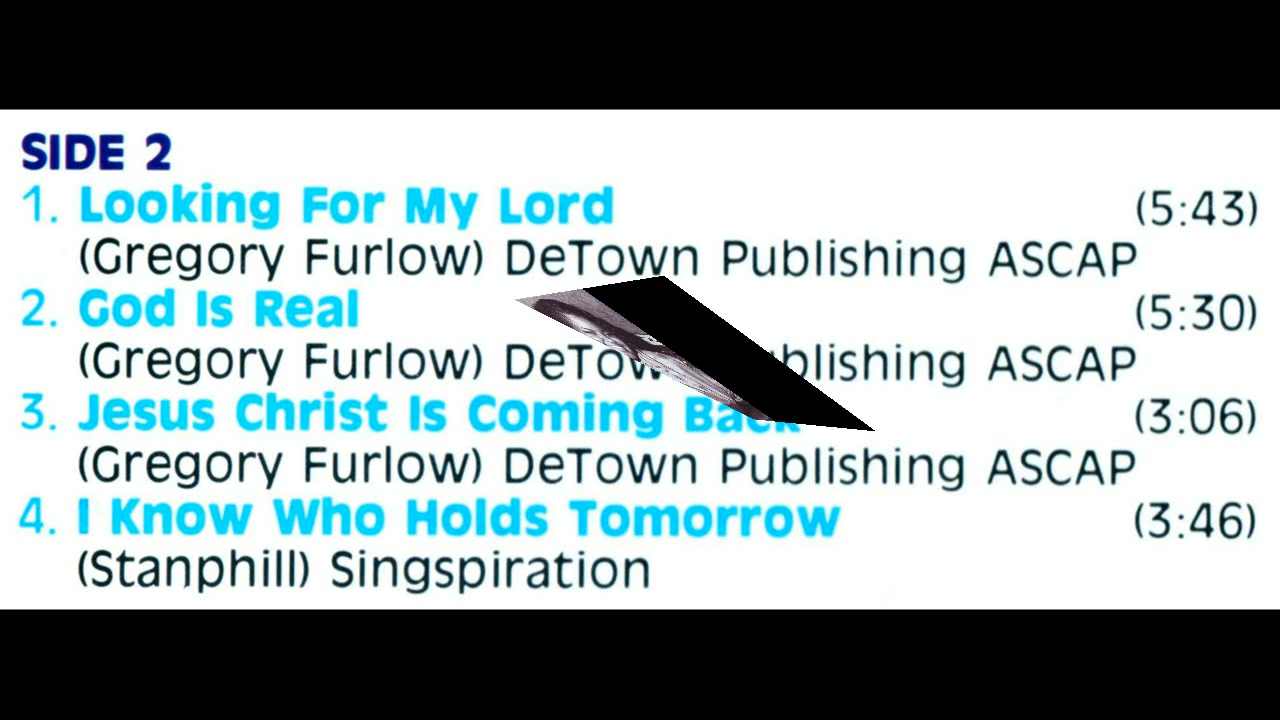 SIDE 2
1. Looking For My Lord (5:43)
(Gregory Furlow) DeTown Publishing ASCAP
2. God Is Real (5:30)
(Gregory Furlow) ASCAP
3. Jesus Christ Is Coming Back (3:06)
(Gregory Furlow) DeTown Publishing ASCAP
4. I Know Who Holds Tomorrow (3:46)
(Stanphill) Singspiration